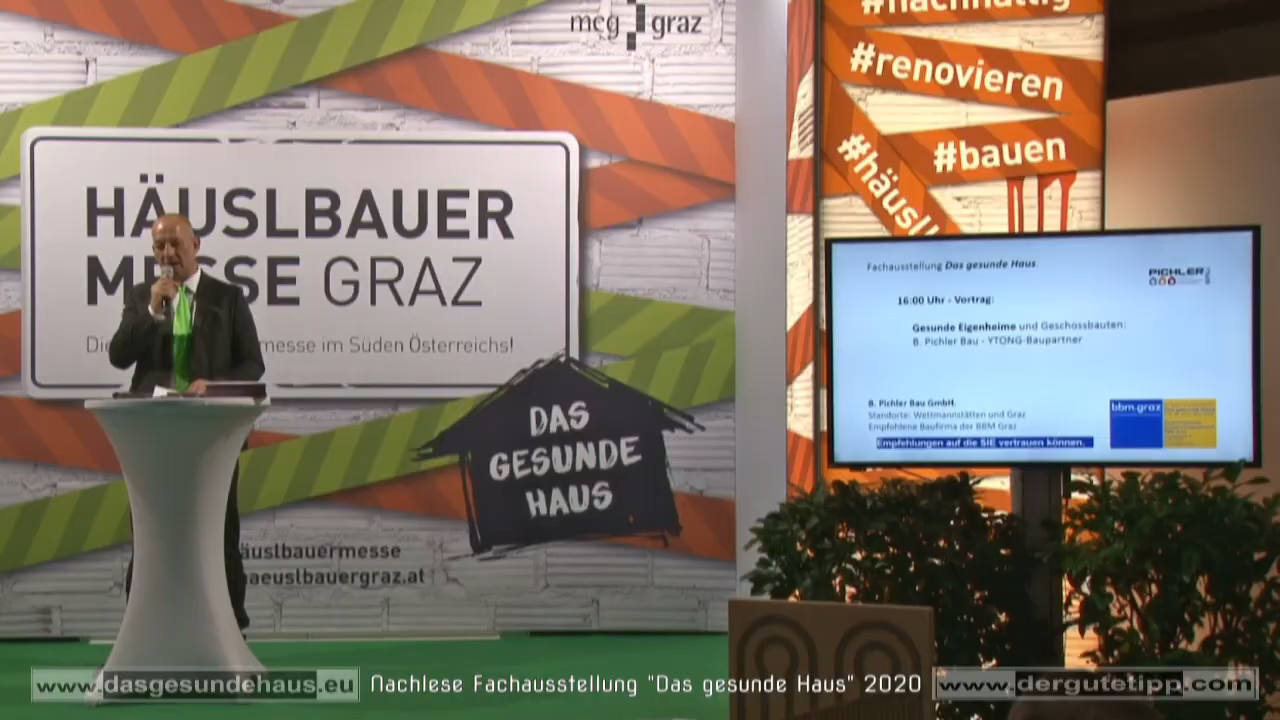 mcg graz
#renovieren
#bauen
#häusl
HÄUSLBAUER
MESSE GRAZ
Die messe im Süden Österreichs!
DAS
GESUNDE
HAUS
äuslbauermesse
haeuslbauergraz.at
Fachausstellung Das gesunde Haus
PICHLER
16:00 Uhr - Vortrag:
Gesunde Eigenheime und Geschossbauten:
B. Pichler Bau - YTONG-Baupartner
B. Pichler Bau GmbH.
Standorte: Wettmannstätten und Graz
Empfohlene Baufirma der BBM Graz
Empfehlungen auf die SIE vertrauen können.
bbm.graz
www.dasgesundehaus.eu Nachlese Fachausstellung "Das gesunde Haus" 2020 www.dergutetipp.com